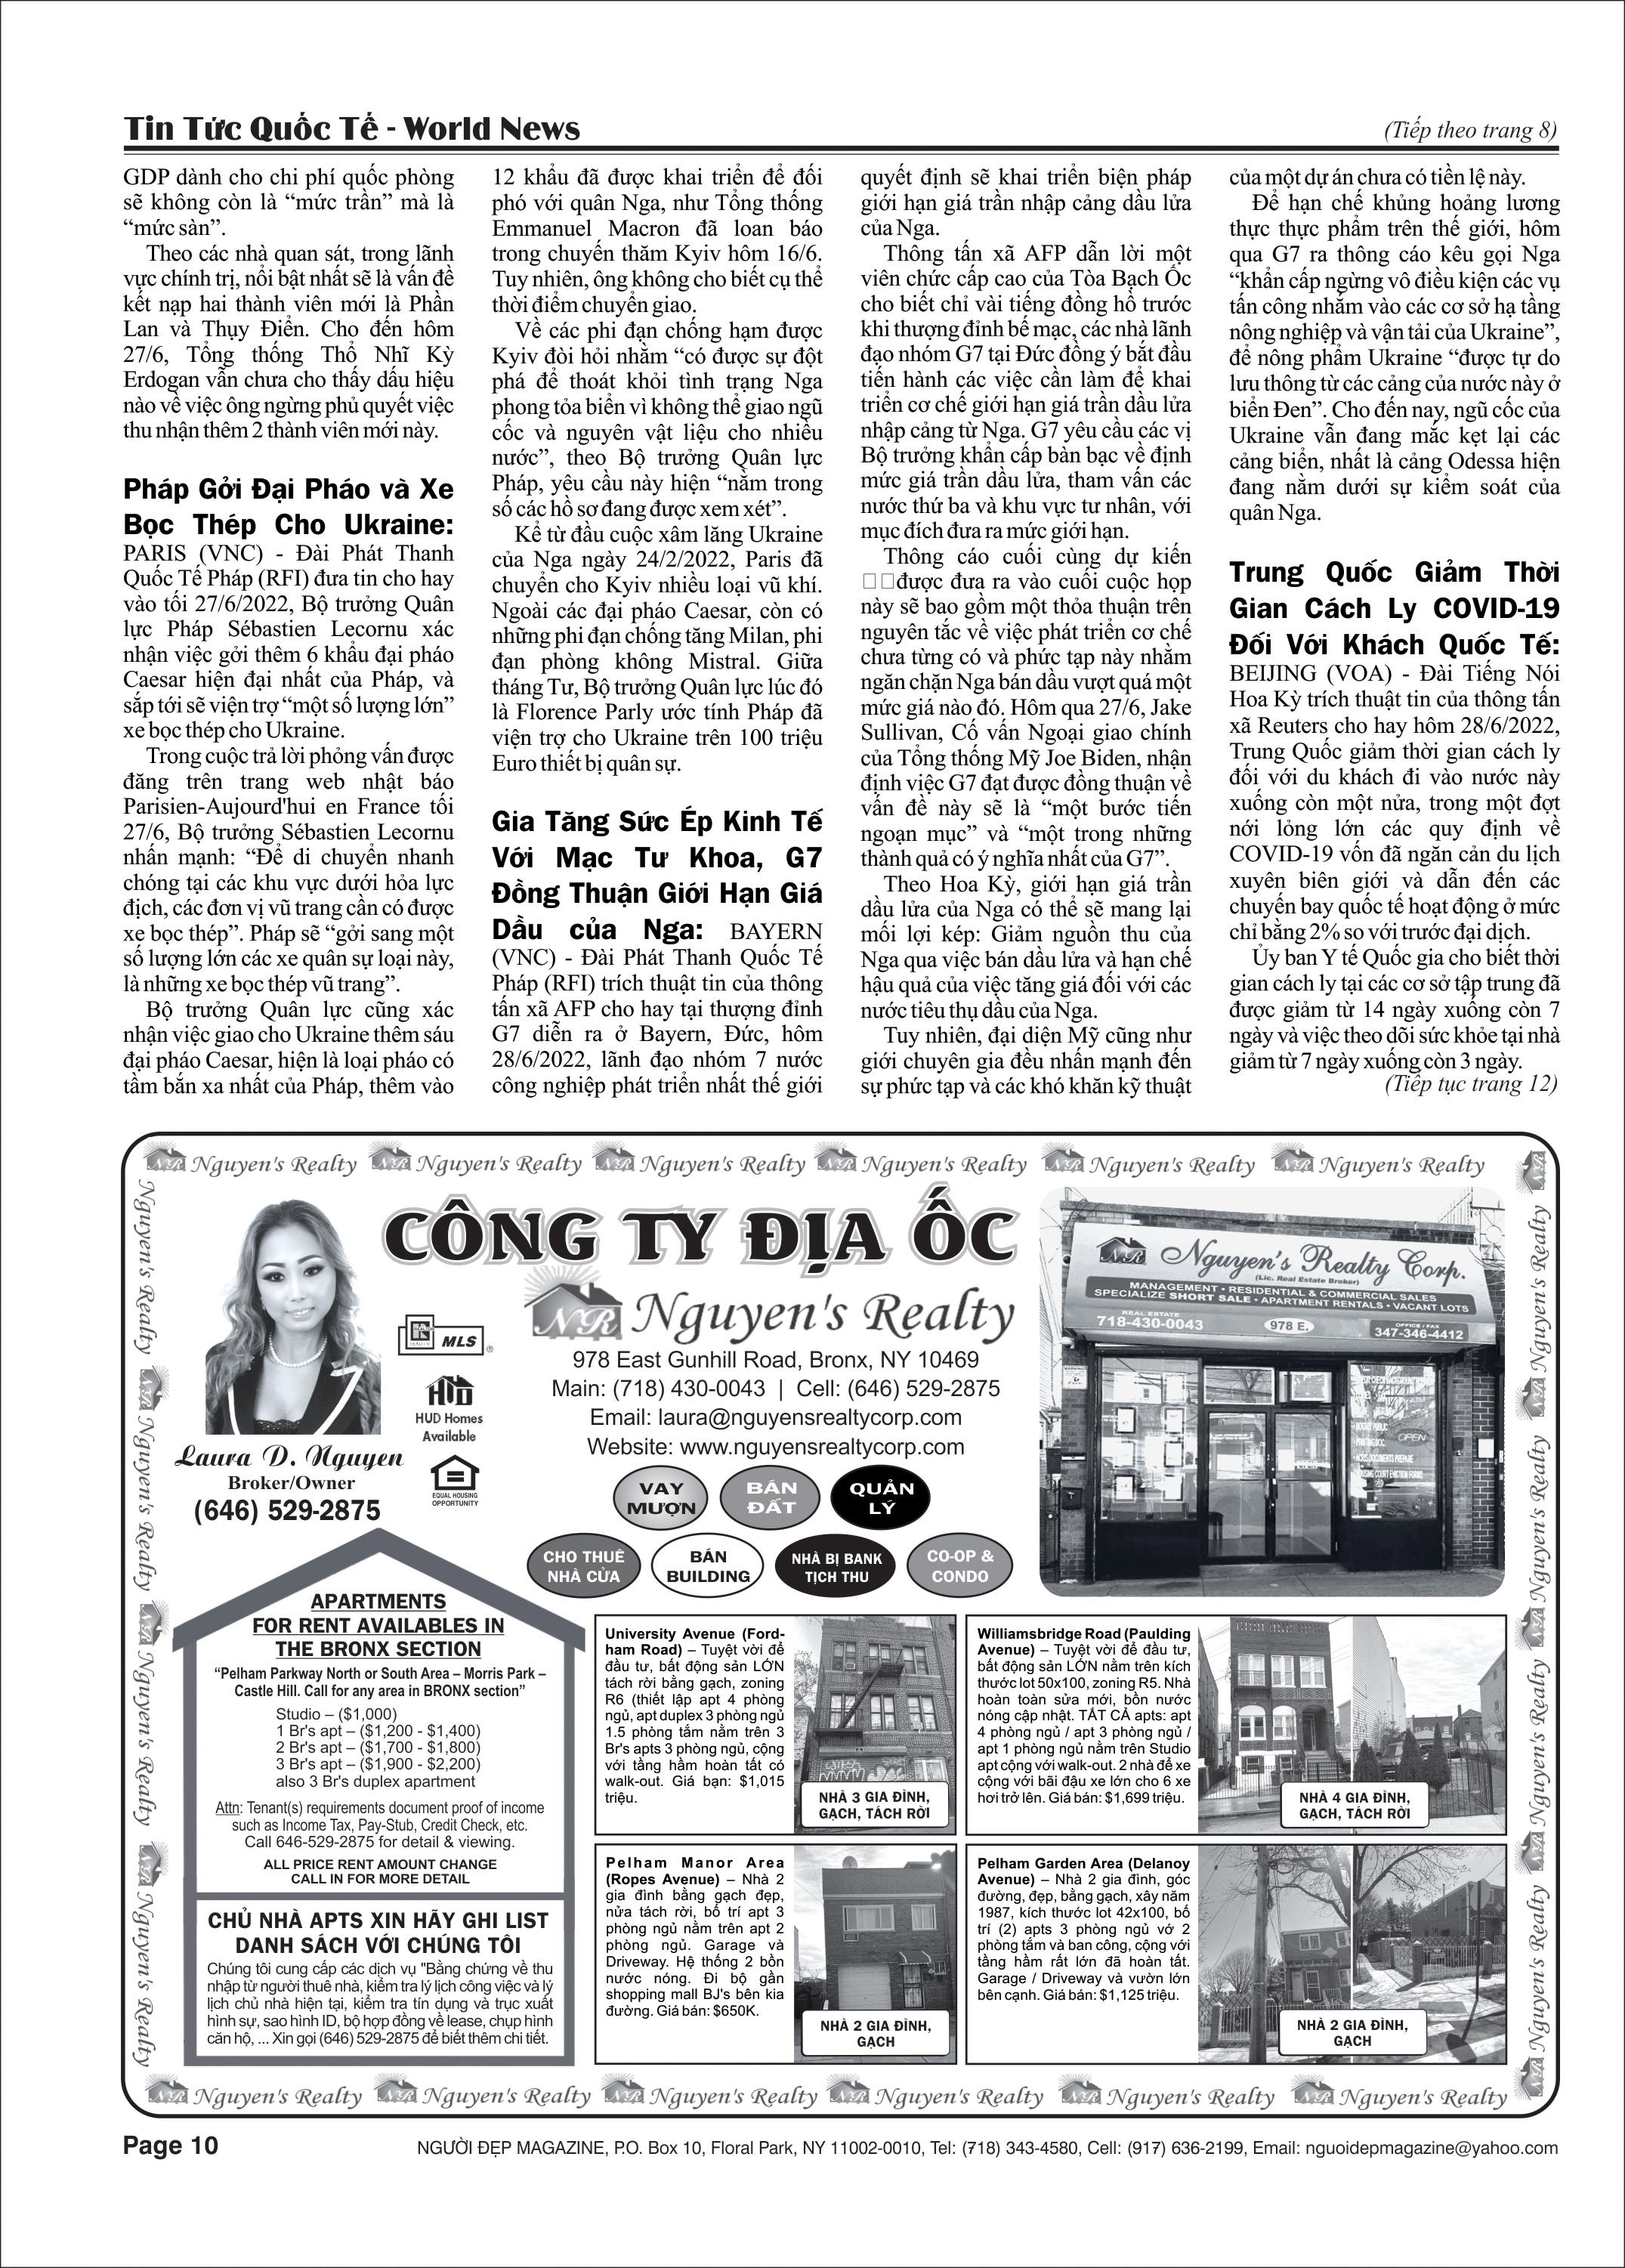 Tin Tức Quốc Tế - World News
(Tiếp theo trang 8)
GDP dành cho chi phí quốc phòng
sẽ không còn là “mức trần” mà là
“mức sàn”.
Theo các nhà quan sát, trong lãnh
vực chính trị, nổi bật nhất sẽ là vấn đề
kết nạp hai thành viên mới là Phần
Lan và Thụy Điển. Cho đến hôm
27/6, Tổng thống Thổ Nhĩ Kỳ
Erdogan vẫn chưa cho thấy dấu hiệu
nào về việc ông ngừng phủ quyết việc
thu nhận thêm 2 thành viên mới này.
Pháp Gởi Đại Pháo và Xe
Bọc Thép Cho Ukraine:
PARIS (VNC) - Đài Phát Thanh
Quốc Tế Pháp (RFI) đưa tin cho hay
vào tối 27/6/2022, Bộ trưởng Quân
lực Pháp Sébastien Lecornu xác
nhận việc gởi thêm 6 khẩu đại pháo
Caesar hiện đại nhất của Pháp, và
sắp tới sẽ viện trợ “một số lượng lớn”
xe bọc thép cho Ukraine.
Trong cuộc trả lời phỏng vấn được
đăng trên trang web nhật báo
Parisien-Aujourd'hui en France tối
27/6, Bộ trưởng Sébastien Lecornu
nhấn mạnh: “Để di chuyển nhanh
chóng tại các khu vực dưới hỏa lực
địch, các đơn vị vũ trang cần có được
xe bọc thép”. Pháp sẽ “gởi sang một
số lượng lớn các xe quân sự loại này,
là những xe bọc thép vũ trang”.
Bộ trưởng Quân lực cũng xác
nhận việc giao cho Ukraine thêm sáu
đại pháo Caesar, hiện là loại pháo có
tầm bắn xa nhất của Pháp, thêm vào
12 khẩu đã được khai triển để đối
phó với quân Nga, như Tổng thống
Emmanuel Macron đã loan báo
trong chuyến thăm Kyiv hôm 16/6.
Tuy nhiên, ông không cho biết cụ thể
thời điểm chuyển giao.
Về các phi đạn chống hạm được
Kyiv đòi hỏi nhằm “có được sự đột
phá để thoát khỏi tình trạng Nga
phong tỏa biển vì không thể giao ngũ
cốc và nguyên vật liệu cho nhiều
nước”, theo Bộ trưởng Quân lực
Pháp, yêu cầu này hiện “nằm trong
số các hồ sơ đang được xem xét”.
Kể từ đầu cuộc xâm lăng Ukraine
của Nga ngày 24/2/2022, Paris đã
chuyển cho Kyiv nhiều loại vũ khí.
Ngoài các đại pháo Caesar, còn có
những phi đạn chống tăng Milan, phi
đạn phòng không Mistral. Giữa
tháng Tư, Bộ trưởng Quân lực lúc đó
là Florence Parly ước tính Pháp đã
viện trợ cho Ukraine trên 100 triệu
Euro thiết bị quân sự.
Gia Tăng Sức Ép Kinh Tế
Với Mạc Tư Khoa, G7
Đồng Thuận Giới Hạn Giá
Dầu của Nga: BAYERN
(VNC) - Đài Phát Thanh Quốc Tế
Pháp (RFI) trích thuật tin của thông
tấn xã AFP cho hay tại thượng đỉnh
G7 diễn ra ở Bayern, Đức, hôm
28/6/2022, lãnh đạo nhóm 7 nước
công nghiệp phát triển nhất thế giới
quyết định sẽ khai triển biện pháp
giới hạn giá trần nhập cảng dầu lửa
của Nga.
Thông tấn xã AFP dẫn lời một
viên chức cấp cao của Tòa Bạch Ốc
cho biết chỉ vài tiếng đồng hồ trước
khi thượng đỉnh bế mạc, các nhà lãnh
đạo nhóm G7 tại Đức đồng ý bắt đầu
tiến hành các việc cần làm để khai
triển cơ chế giới hạn giá trần dầu lửa
nhập cảng từ Nga. G7 yêu cầu các vị
Bộ trưởng khẩn cấp bàn bạc về định
mức giá trần dầu lửa, tham vấn các
nước thứ ba và khu vực tư nhân, với
mục đích đưa ra mức giới hạn.
Thông cáo cuối cùng dự kiến
□□được đưa ra vào cuối cuộc họp
này sẽ bao gồm một thỏa thuận trên
nguyên tắc về việc phát triển cơ chế
chưa từng có và phức tạp này nhằm
ngăn chặn Nga bán dầu vượt quá một
mức giá nào đó. Hôm qua 27/6, Jake
Sullivan, Cố vấn Ngoại giao chính
của Tổng thống Mỹ Joe Biden, nhận
định việc G7 đạt được đồng thuận về
vấn đề này sẽ là “một bước tiến
ngoạn mục” và “một trong những
thành quả có ý nghĩa nhất của G7”.
Theo Hoa Kỳ, giới hạn giá trần
dầu lửa của Nga có thể sẽ mang lại
mối lợi kép: Giảm nguồn thu của
Nga qua việc bán dầu lửa và hạn chế
hậu quả của việc tăng giá đối với các
nước tiêu thụ dầu của Nga.
Tuy nhiên, đại diện Mỹ cũng như
giới chuyên gia đều nhấn mạnh đến
sự phức tạp và các khó khăn kỹ thuật
của một dự án chưa có tiền lệ này.
Để hạn chế khủng hoảng lương
thực thực phẩm trên thế giới, hôm
qua G7 ra thông cáo kêu gọi Nga
“khẩn cấp ngừng vô điều kiện các vụ
tấn công nhắm vào các cơ sở hạ tầng
nông nghiệp và vận tải của Ukraine”,
để nông phẩm Ukraine “được tự do
lưu thông từ các cảng của nước này ở
biển Đen”. Cho đến nay, ngũ cốc của
Ukraine vẫn đang mắc kẹt lại các
cảng biển, nhất là cảng Odessa hiện
đang nằm dưới sự kiểm soát của
quân Nga.
Trung Quốc Giảm Thời
Gian Cách Ly COVID-19
Đối Với Khách Quốc Tế:
BEIJING (VOA) - Đài Tiếng Nói
Hoa Kỳ trích thuật tin của thông tấn
xã Reuters cho hay hôm 28/6/2022,
Trung Quốc giảm thời gian cách ly
đối với du khách đi vào nước này
xuống còn một nửa, trong một đợt
nới lỏng lớn các quy định về
COVID-19 vốn đã ngăn cản du lịch
xuyên biên giới và dẫn đến các
chuyến bay quốc tế hoạt động ở mức
chỉ bằng 2% so với trước đại dịch.
Ủy ban Y tế Quốc gia cho biết thời
gian cách ly tại các cơ sở tập trung đã
được giảm từ 14 ngày xuống còn 7
ngày và việc theo dõi sức khỏe tại nhà
giảm từ 7 ngày xuống còn 3 ngày.
(Tiếp tục trang 12)
NR Nguyen's Realty NR Nguyen's Realty NR Nguyen's Realty NR Nguyen's Realty NR Nguyen's Realty NR Nguyen's Realty NR
Nguyen's Realty NR Nguyen's Realty NR Nguyen's Realty NR Nguyen's Realty
CÔNG TY ĐỊA ỐC
NR Nguyen's Realty
978 East Gunhill Road, Bronx, NY 10469
Main: (718) 430-0043 | Cell: (646) 529-2875
Email: laura@nguyensrealtycorp.com
Website: www.nguyensrealtycorp.com
R MLS
HUD Homes
Available
EQUAL HOUSING
OPPORTUNITY
Laura D. Nguyen
Broker/Owner
(646) 529-2875
VAY
MƯỢN
BÁN
ĐẤT
QUẢN
LÝ
CHO THUÊ
NHÀ CỬA
BÁN
BUILDING
NHÀ BỊ BANK
TỊCH THU
CO-OP &
CONDO
NR Nguyen's Realty Corp.
(Lic. Real Estate Broker)
MANAGEMENT • RESIDENTIAL & COMMERCIAL SALES
SPECIALIZE SHORT SALE • APARTMENT RENTALS • VACANT LOTS
REAL ESTATE
718-430-0043
978 E.
OFFICE / FAX
347-346-4412
OPEN
APARTMENTS
FOR RENT AVAILABLES IN
THE BRONX SECTION
“Pelham Parkway North or South Area – Morris Park –
Castle Hill. Call for any area in BRONX section”
Studio – ($1,000)
1 Br's apt – ($1,200 - $1,400)
2 Br's apt – ($1,700 - $1,800)
3 Br's apt – ($1,900 - $2,200)
also 3 Br's duplex apartment
Attn: Tenant(s) requirements document proof of income
such as Income Tax, Pay-Stub, Credit Check, etc.
Call 646-529-2875 for detail & viewing.
ALL PRICE RENT AMOUNT CHANGE
CALL IN FOR MORE DETAIL
CHỦ NHÀ APTS XIN HÃY GHI LIST
DANH SÁCH VỚI CHÚNG TÔI
Chúng tôi cung cấp các dịch vụ "Bằng chứng về thu
nhập từ người thuê nhà, kiểm tra lý lịch công việc và lý
lịch chủ nhà hiện tại, kiểm tra tín dụng và trục xuất
hình sự, sao hình ID, bộ hợp đồng về lease, chụp hình
căn hộ, ... Xin gọi (646) 529-2875 để biết thêm chi tiết.
University Avenue (Ford-
ham Road) – Tuyệt vời để
đầu tư, bất động sản LỚN
tách rời bằng gạch, zoning
R6 (thiết lập apt 4 phòng
ngủ, apt duplex 3 phòng ngủ
1.5 phòng tắm nằm trên 3
Br's apts 3 phòng ngủ, cộng
với tầng hầm hoàn tất có
walk-out. Giá bạn: $1,015
triệu.
NHÀ 3 GIA ĐÌNH,
GẠCH, TÁCH RỜI
Williamsbridge Road (Paulding
Avenue) – Tuyệt vời để đầu tư,
bất động sản LỚN nằm trên kích
thước lot 50x100, zoning R5. Nhà
hoàn toàn sửa mới, bồn nước
nóng cập nhật. TẤT CẢ apts: apt
4 phòng ngủ / apt 3 phòng ngủ /
apt 1 phòng ngủ nằm trên Studio
apt cộng với walk-out. 2 nhà để xe
cộng với bãi đậu xe lớn cho 6 xe
hơi trở lên. Giá bán: $1,699 triệu.
NHÀ 4 GIA ĐÌNH,
GẠCH, TÁCH RỜI
Pelham Manor Area
(Ropes Avenue) – Nhà 2
gia đình bằng gạch đẹp,
nửa tách rời, bố trí apt 3
phòng ngủ nằm trên apt 2
phòng ngủ. Garage và
Driveway. Hệ thống 2 bồn
nước nóng. Đi bộ gần
shopping mall BJ's bên kia
đường. Giá bán: $650K.
NHÀ 2 GIA ĐÌNH,
GẠCH
Pelham Garden Area (Delanoy
Avenue) – Nhà 2 gia đình, góc
đường, đẹp, bằng gạch, xây năm
1987, kích thước lot 42x100, bố
trí (2) apts 3 phòng ngủ vớ 2
phòng tắm và ban công, cộng với
tầng hầm rất lớn đã hoàn tất.
Garage / Driveway và vườn lớn
bên cạnh. Giá bán: $1,125 triệu.
NHÀ 2 GIA ĐÌNH,
GẠCH
NR Nguyen's Realty NR Nguyen's Realty NR Nguyen's Realty NR Nguyen's Realty NR Nguyen's Realty NR Nguyen's Realty
NR Nguyen's Realty NR Nguyen's Realty NR Nguyen's Realty NR Nguyen's Realty
Page 10
NGƯỜI ĐẸP MAGAZINE, P.O. Box 10, Floral Park, NY 11002-0010, Tel: (718) 343-4580, Cell: (917) 636-2199, Email: nguoidepmagazine@yahoo.com